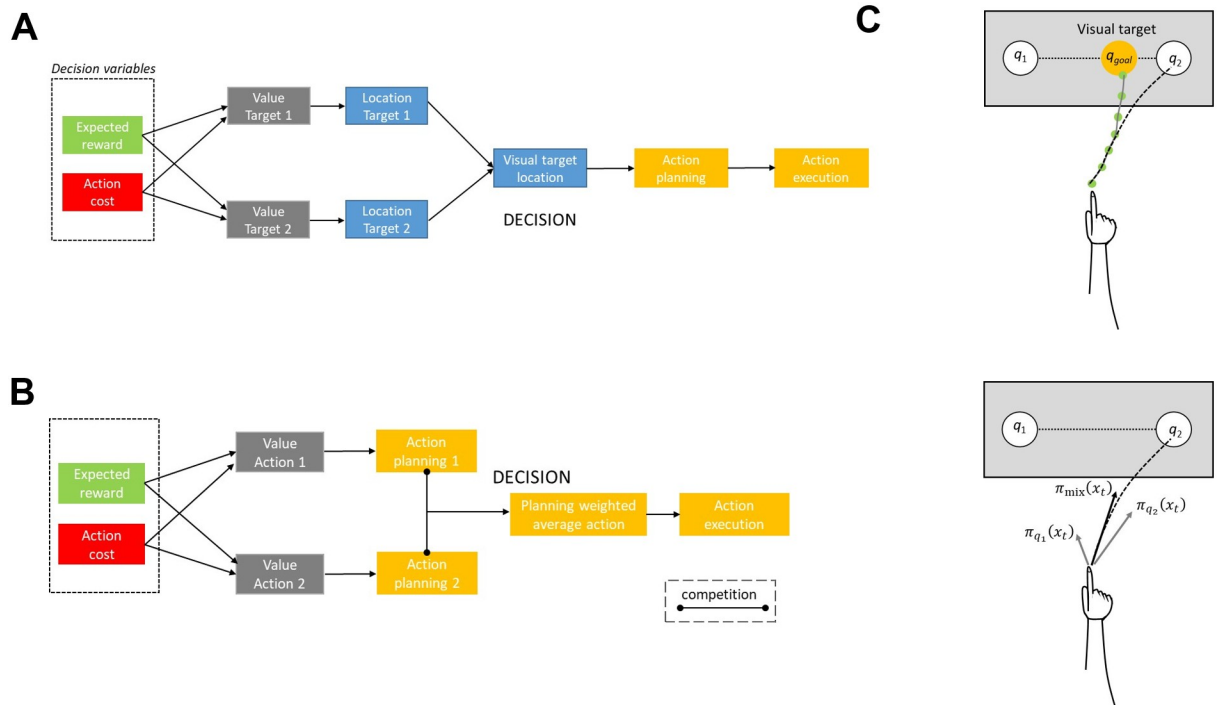 A
Decision variables
Expected
reward
Action
cost
Value
Target 1
Location
Target 1
Value
Target 2
Location
Target 2
Visual target
location
DECISION
Action
planning
Action
execution
B
Expected
reward
Action
cost
Value
Action 1
Action
planning 1
Value
Action 2
Action
planning 2
DECISION
Planning weighted
average action
Action
execution
competition
C
Visual target
q1
qgoal
q2
q1
q2
πmix(xt)
πq2(xt)
πq1(xt)